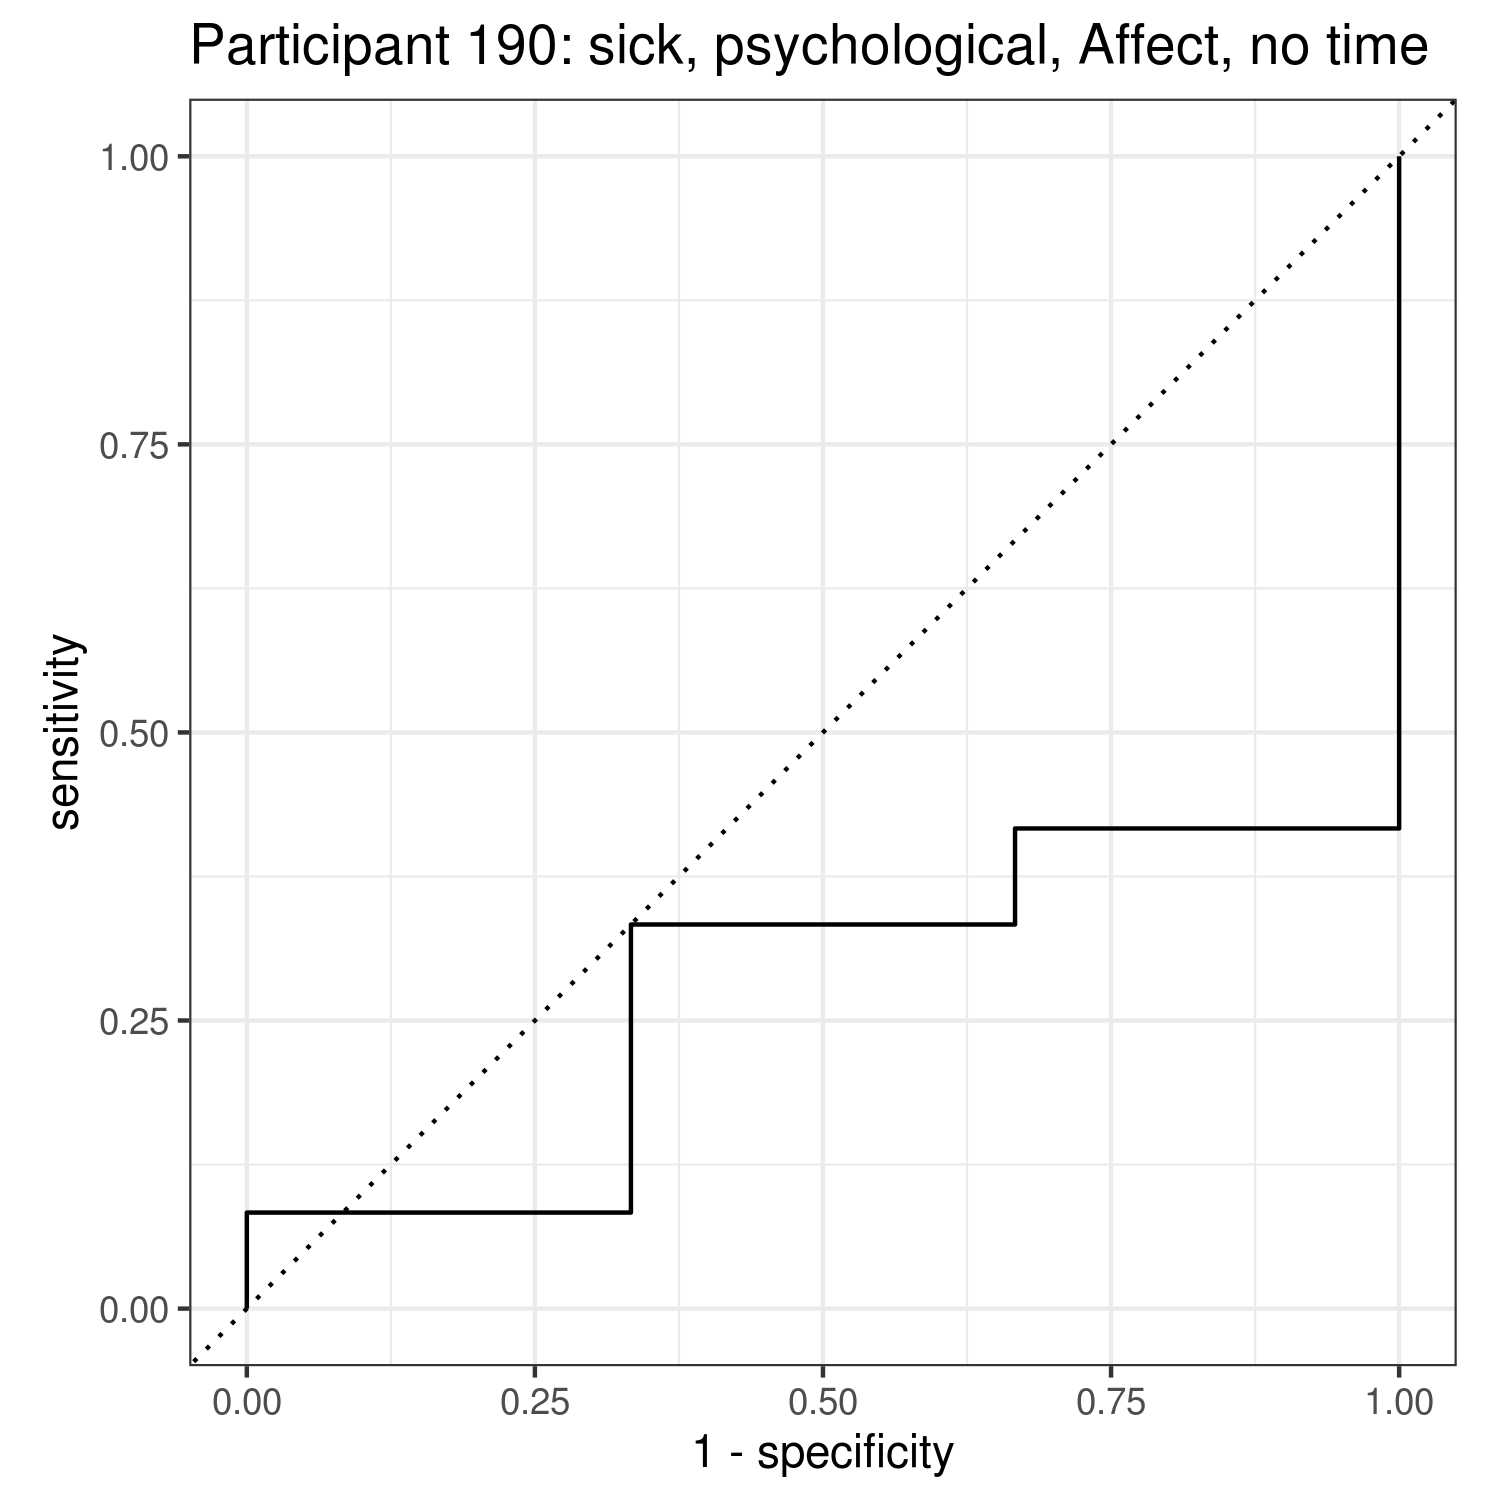 Participant 190: sick, psychological, Affect, no time
1.00
0.75
0.50
0.25
0.00
sensitivity
0.00 0.25 0.50 0.75 1.00
1 - specificity